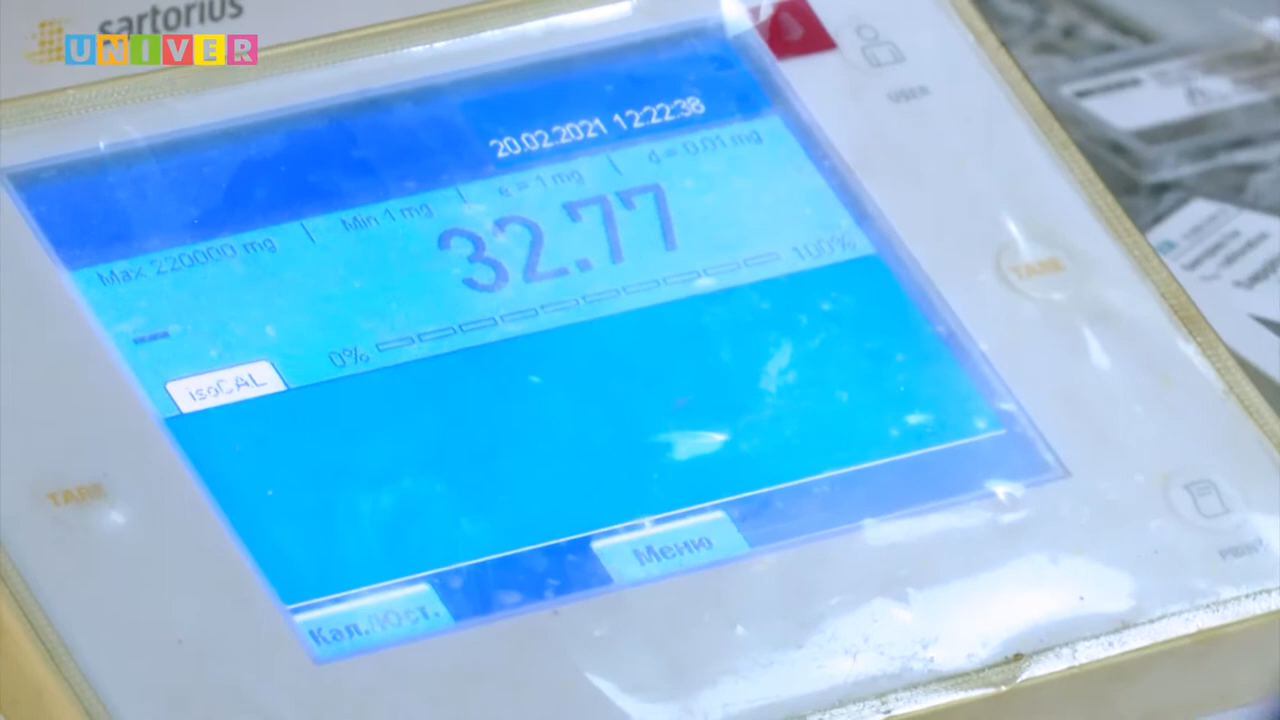 sartorius
UNIVER
USER
20.02.2021 12:22:38
Max 220000 mg | Min 1 mg | e = 1 mg | d = 0.01 mg
32.77
0% 100%
isoCAL
TARE
TARE
Меню
Кал./Юст.
PRINT